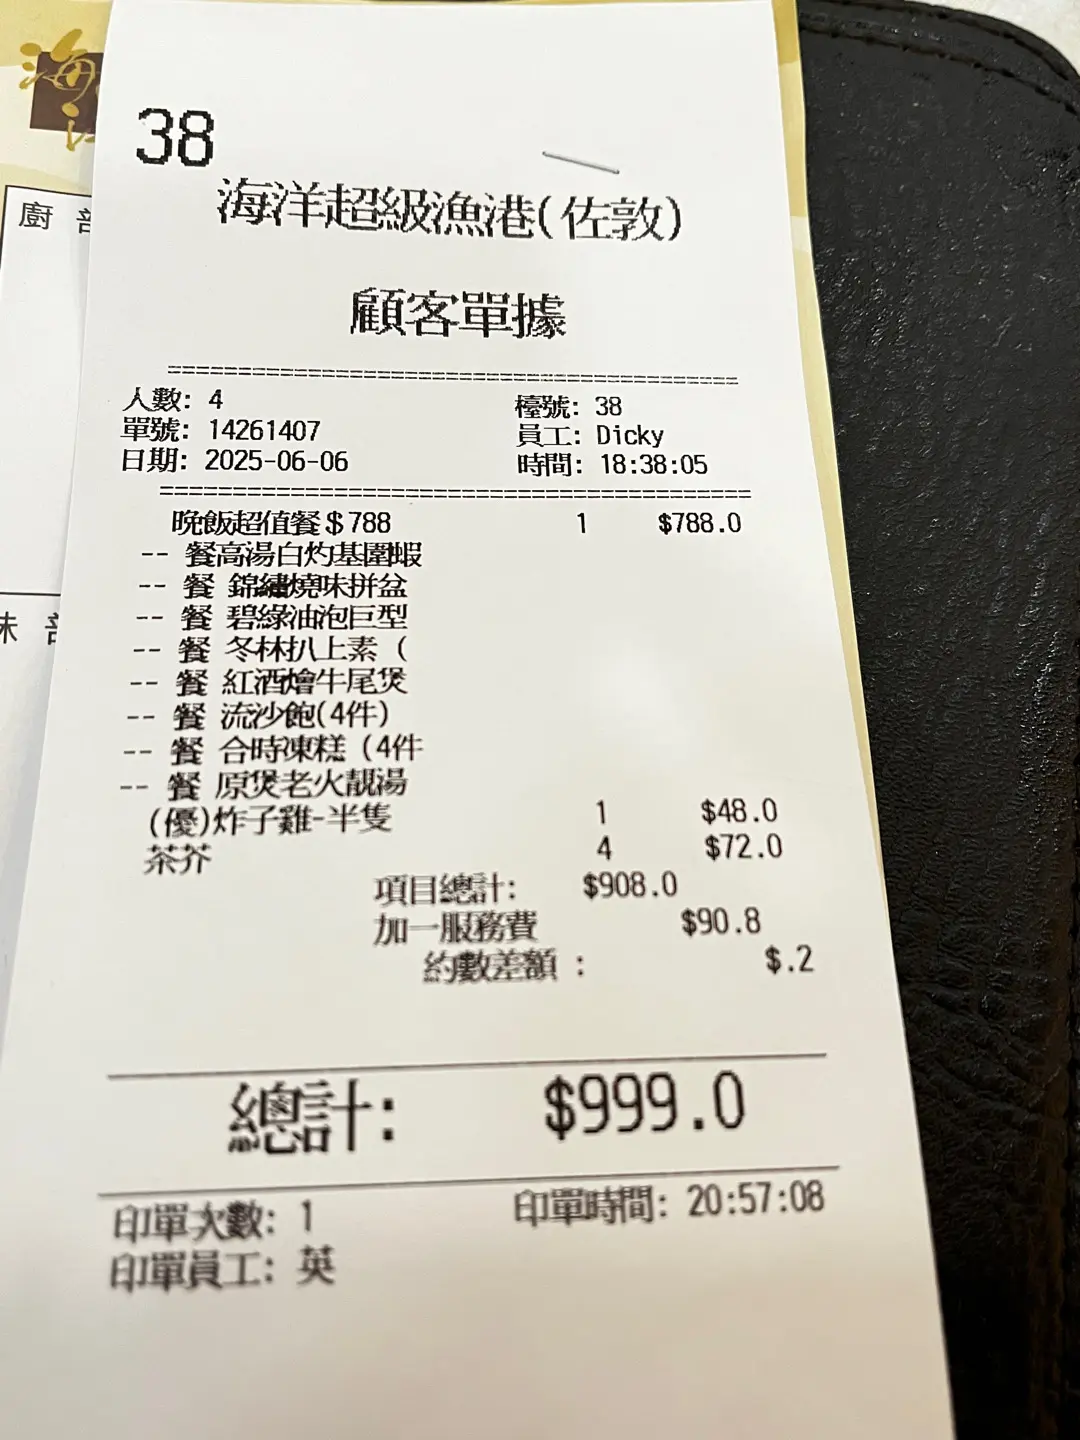 海
廚 部
味 部
38
海洋超級漁港(佐敦)
顧客單據
人數: 4 檯號: 38
單號: 14261407 員工: Dicky
日期: 2025-06-06 時間: 18:38:05
晚飯超值餐$788 1 $788.0
-- 餐高湯白灼基圍蝦
-- 餐 錦繡燒味拼盆
-- 餐 碧綠油泡巨型
-- 餐 冬林扒上素 (
-- 餐 紅酒燴牛尾煲
-- 餐 流沙飽(4件)
-- 餐 合時凍糕 (4件
-- 餐 原煲老火靚湯
(優)炸子雞-半隻 1 $48.0
茶芥 4 $72.0
項目總計: $908.0
加一服務費 $90.8
約數差額 : $.2
總計: $999.0
印單次數: 1 印單時間: 20:57:08
印單員工: 英